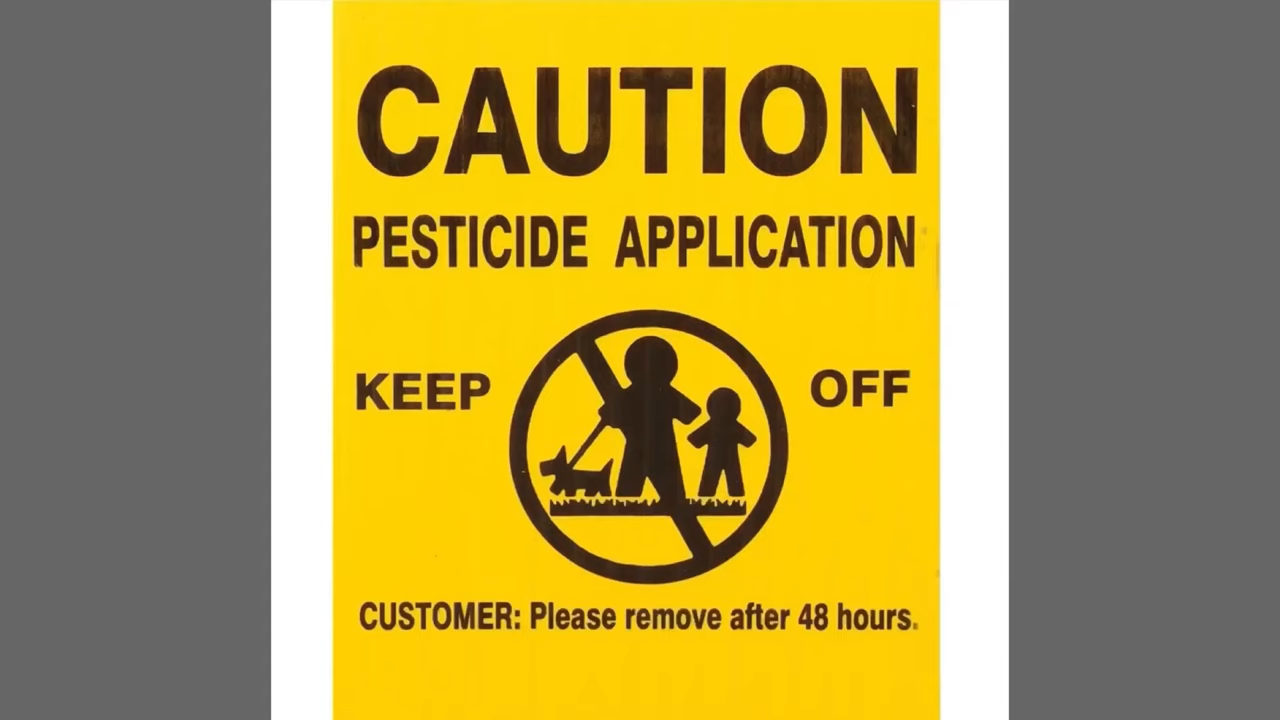 CAUTION
PESTICIDE APPLICATION
KEEP OFF
CUSTOMER: Please remove after 48 hours.